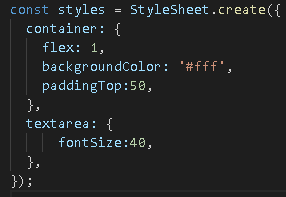 const styles = StyleSheet.create({
  container: {
    flex: 1,
    backgroundColor: '#fff',
    paddingTop:50,
  },
  textarea: {
      fontSize:40,
  },
});